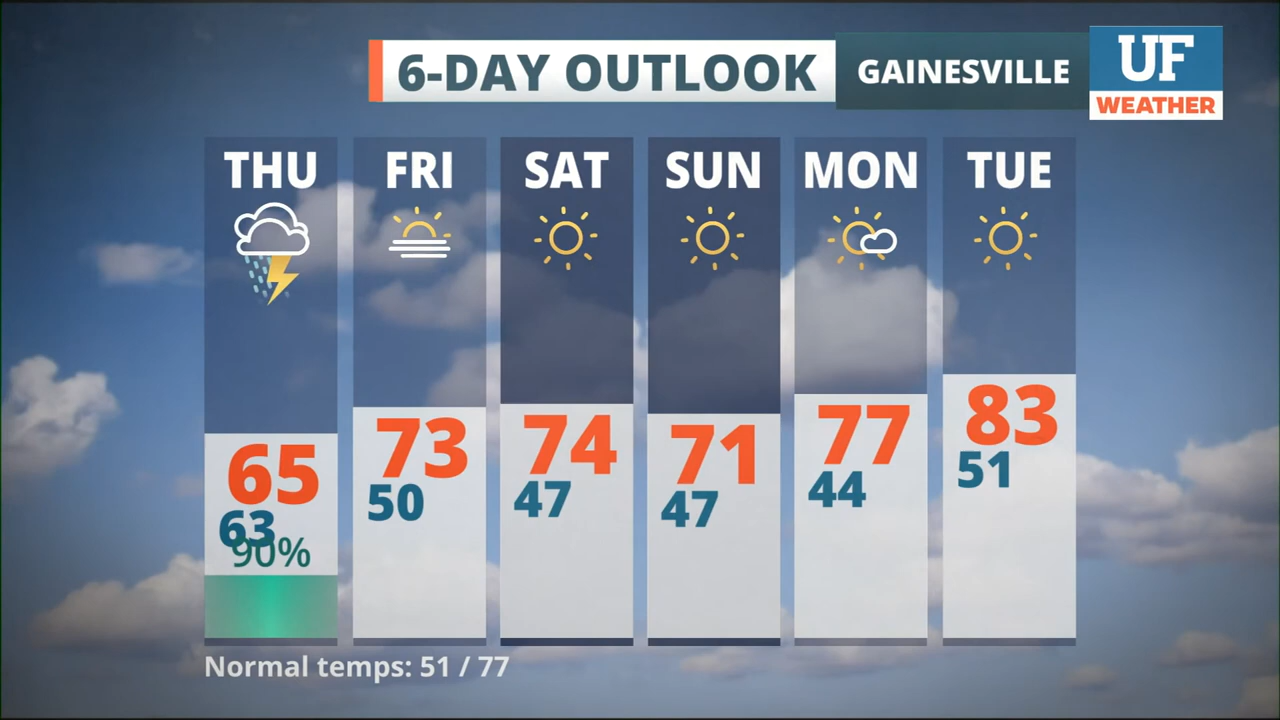 6-DAY OUTLOOK GAINESVILLE UF
WEATHER
THU FRI SAT SUN MON TUE
65 73 74 71 77 83
63 50 47 47 44 51
90%
Normal temps: 51 / 77